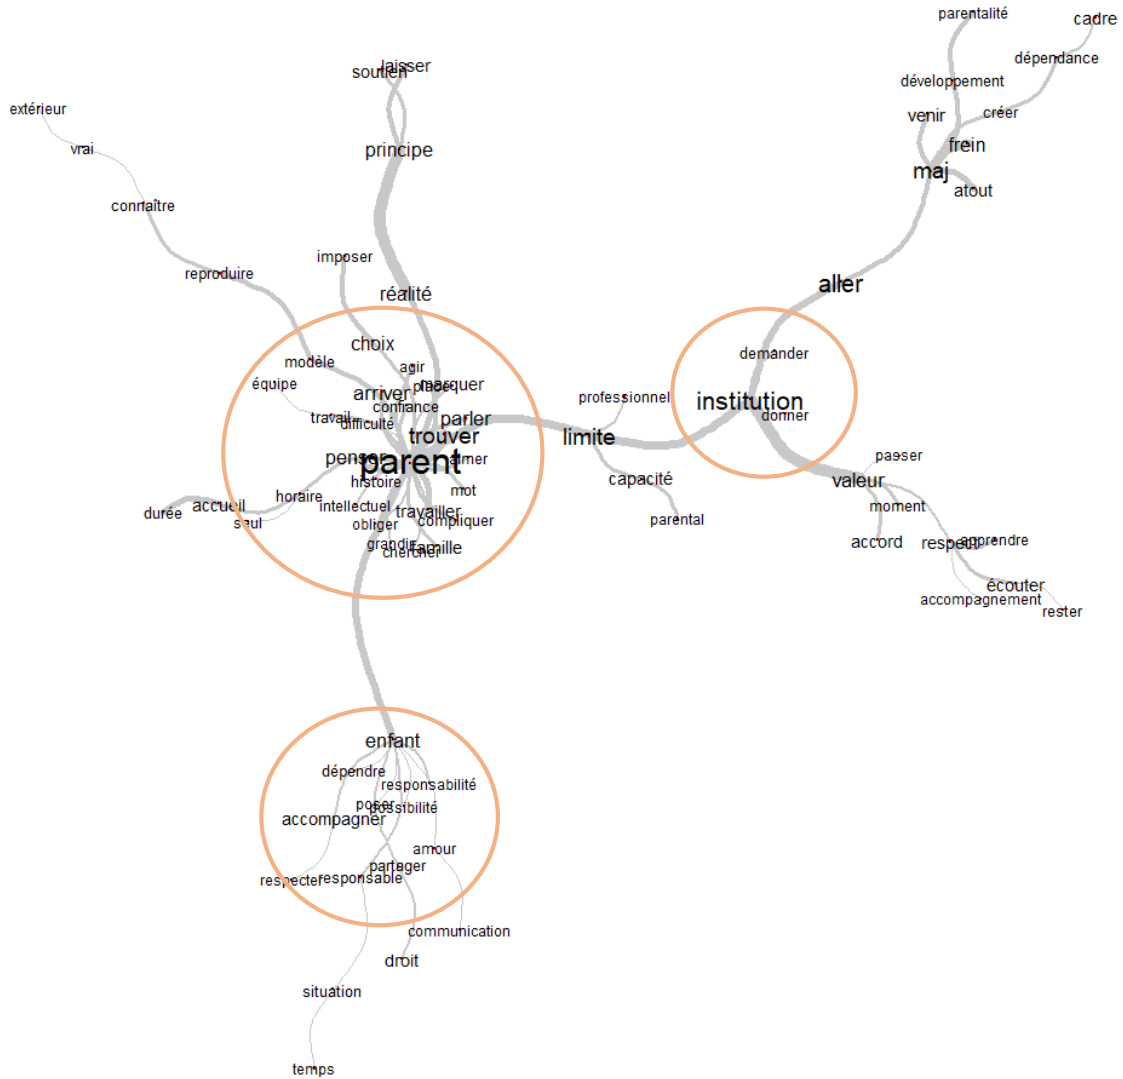 parentalité
cadre
dépendance
soutien
laisser
développement
extérieur
venir
créer
vrai
frein
principe
maj
atout
connaître
imposer
reproduire
aller
réalité
choix
demander
modèle
agir
équipe
place
marquer
arriver
confiance
professionnel
institution
travail
difficulté
parler
donner
trouver
limite
penser
parent
aimer
passer
histoire
capacité
valeur
mot
horaire
accueil
intellectuel
travailler
moment
durée
seul
obliger
compliquer
parental
grandir
chercher
famille
accord
respect
apprendre
écouter
accompagnement
rester
enfant
dépendre
responsabilité
poser
possibilité
accompagner
amour
partager
respecter
responsable
communication
droit
situation
temps